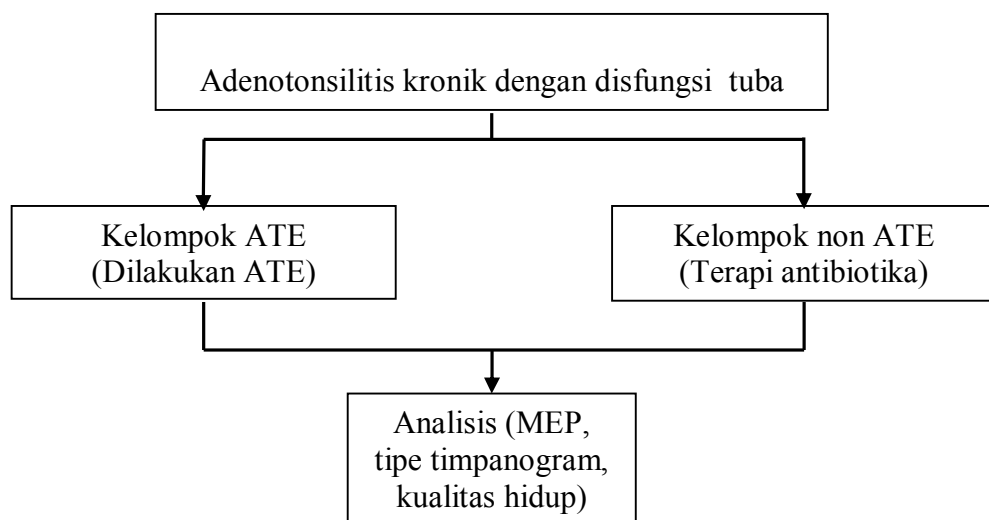 Adenotonsilitis kronik dengan disfungsi tuba
Kelompok ATE
(Dilakukan ATE)
Kelompok non ATE
(Terapi antibiotika)
Analisis (MEP,
tipe timpanogram,
kualitas hidup)